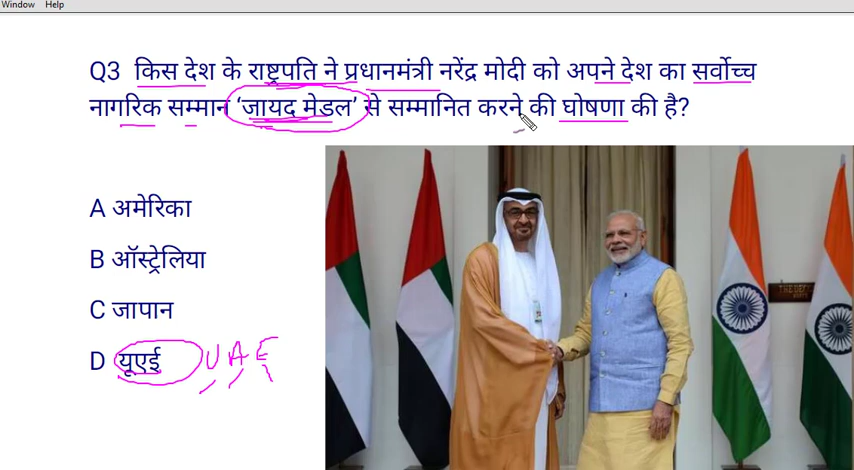 Window Help
Q3 किस देश के राष्ट्रपति ने प्रधानमंत्री नरेंद्र मोदी को अपने देश का सर्वोच्च
नागरिक सम्मान 'जायद मेडल' से सम्मानित करने की घोषणा की है?
A अमेरिका
B ऑस्ट्रेलिया
C जापान
D यूएई UAE